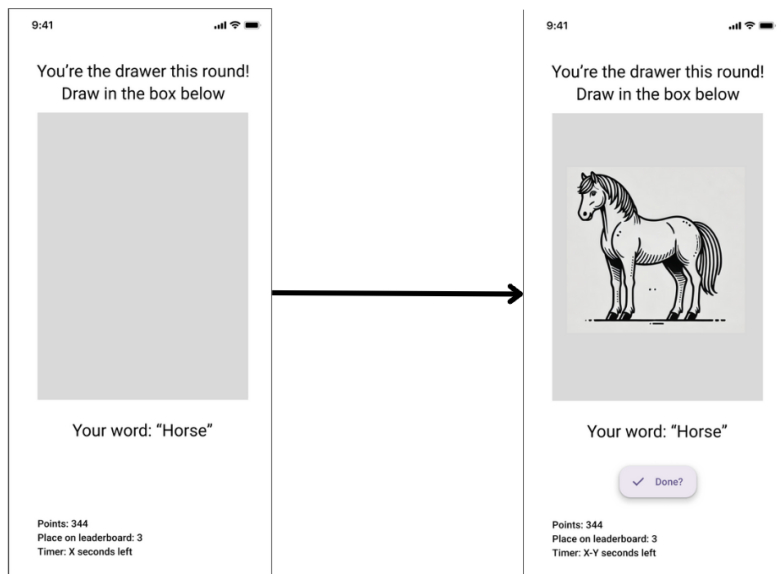 9:41
You’re the drawer this round!
Draw in the box below
Your word: “Horse”
Points: 344
Place on leaderboard: 3
Timer: X seconds left
9:41
You’re the drawer this round!
Draw in the box below
Your word: “Horse”
Done?
Points: 344
Place on leaderboard: 3
Timer: X-Y seconds left